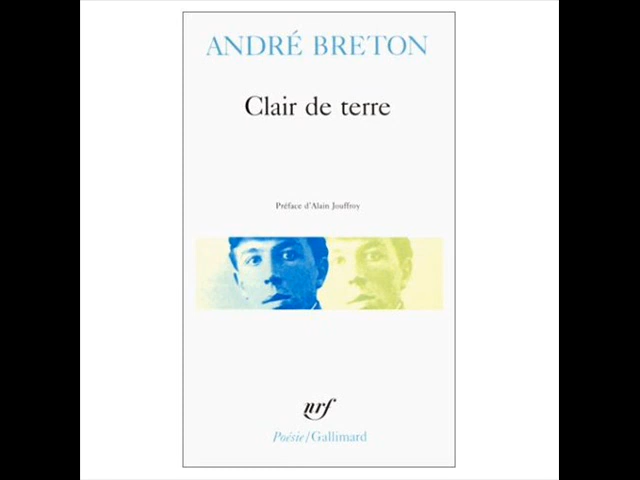 ANDRÉ BRETON
Clair de terre
Préface d'Alain Jouffroy
nrf
Poésie/Gallimard